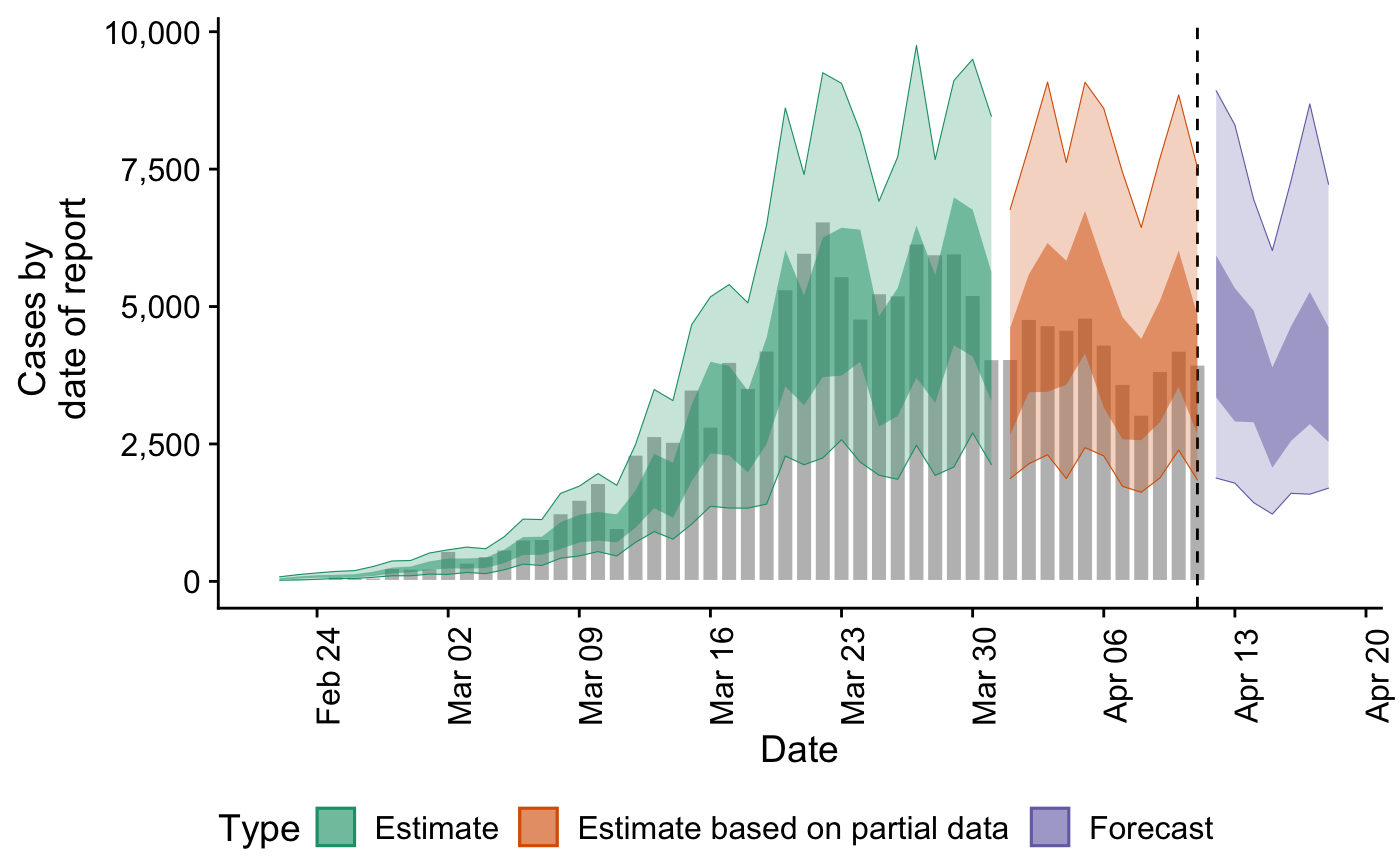 10,000
7,500
5,000
2,500
0
Cases by
date of report
Feb 24
Mar 02
Mar 09
Mar 16
Mar 23
Mar 30
Apr 06
Apr 13
Apr 20
Date
Type Estimate Estimate based on partial data Forecast